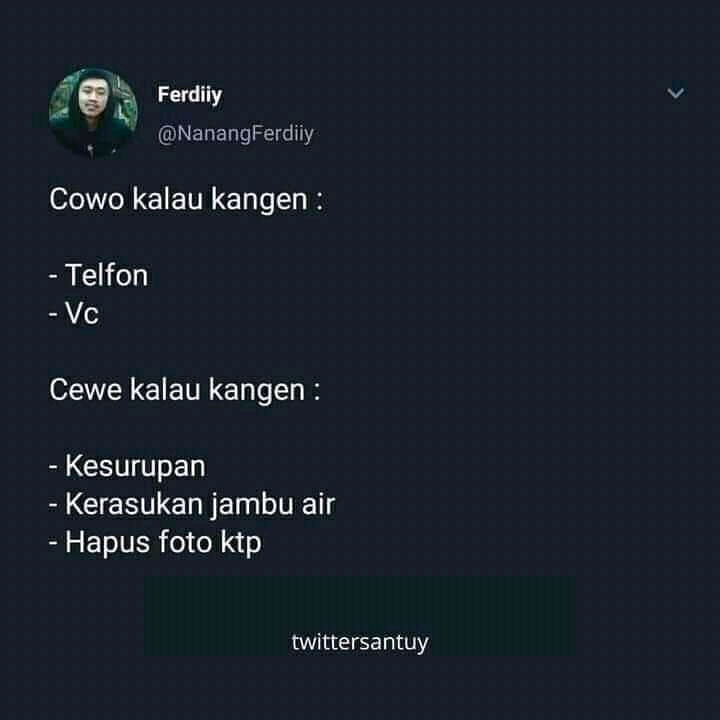 Ferdiiy
@NanangFerdiiy
Cowo kalau kangen :
- Telfon
- Vc
Cewe kalau kangen :
- Kesurupan
- Kerasukan jambu air
- Hapus foto ktp
twittersantuy